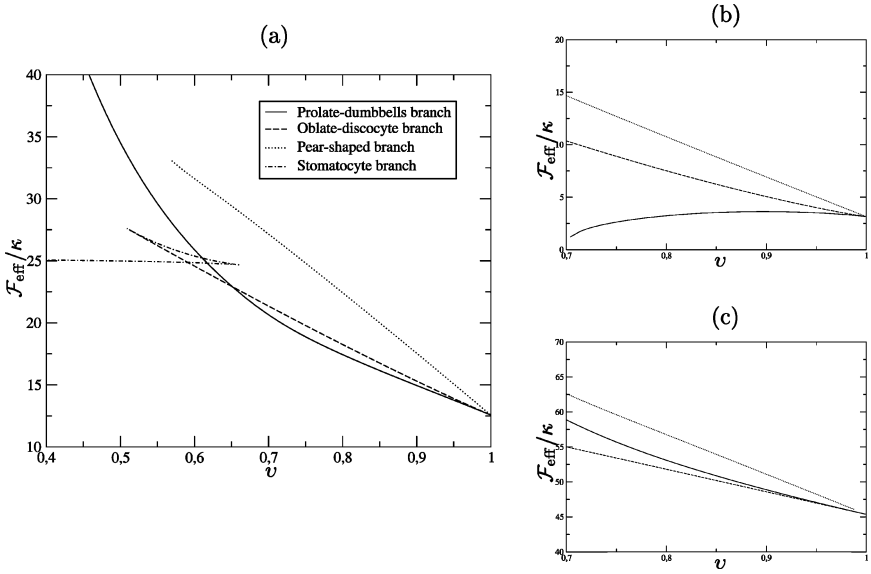 (a)
40
35
30
25
20
15
10
0,4
0,5
0,6
0,7
0,8
0,9
1
υ
ℱeff/κ
Prolate-dumbbells branch
Oblate-discocyte branch
Pear-shaped branch
Stomatocyte branch
(b)
20
15
10
5
0
0,7
0,8
0,9
1
υ
ℱeff/κ
(c)
70
65
60
55
50
45
40
0,7
0,8
0,9
1
υ
ℱeff/κ